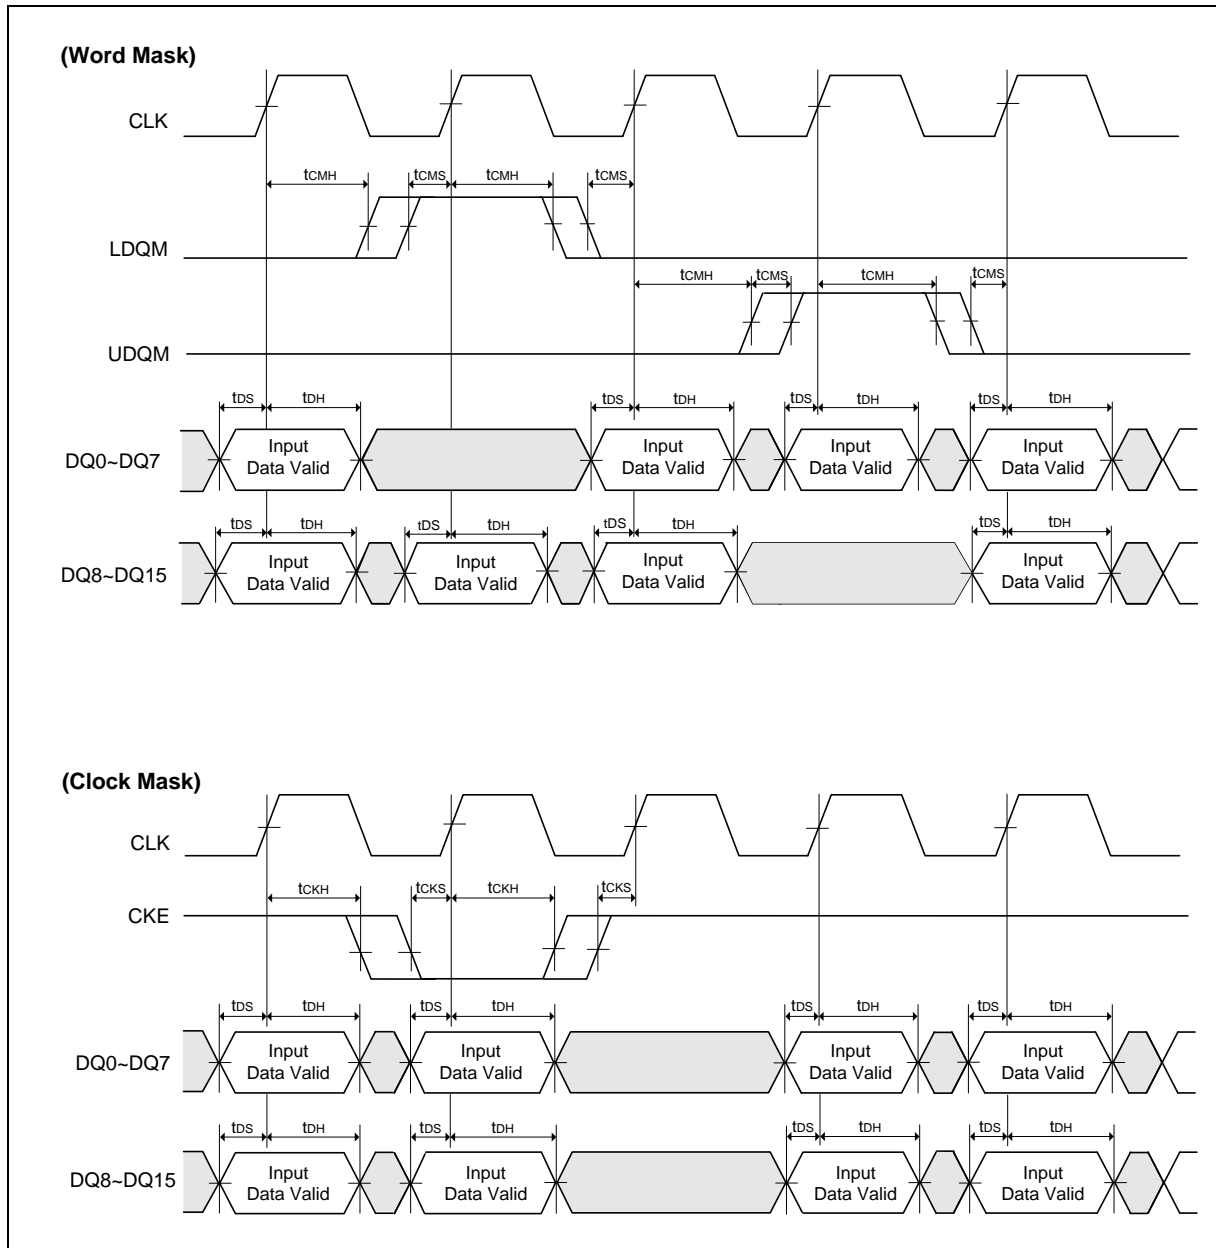 (Word Mask)
CLK
tCMH tCMS tCMH tCMS
LDQM
tCMH tCMS tCMH tCMS
UDQM
tDS tDH tDS tDH tDS tDH tDS tDH
DQ0~DQ7
Input Data Valid
Input Data Valid
Input Data Valid
Input Data Valid
tDS tDH tDS tDH tDS tDH tDS tDH
DQ8~DQ15
Input Data Valid
Input Data Valid
Input Data Valid
Input Data Valid
(Clock Mask)
CLK
tCKH tCKS tCKH tCKS
CKE
tDS tDH tDS tDH tDS tDH tDS tDH
DQ0~DQ7
Input Data Valid
Input Data Valid
Input Data Valid
Input Data Valid
tDS tDH tDS tDH tDS tDH tDS tDH
DQ8~DQ15
Input Data Valid
Input Data Valid
Input Data Valid
Input Data Valid